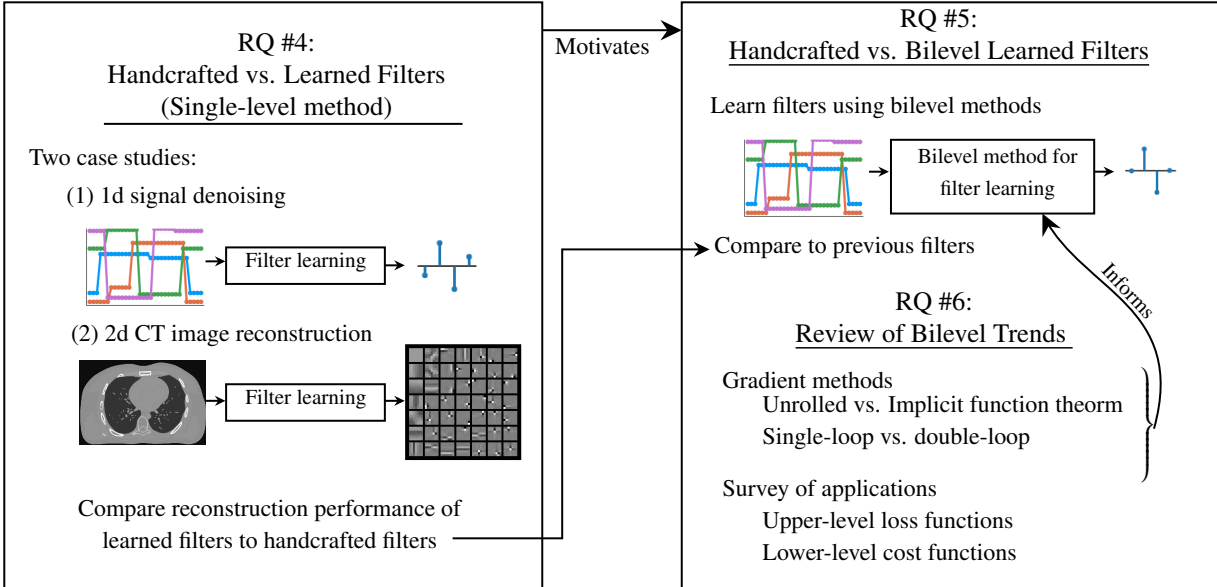 RQ #4:
Handcrafted vs. Learned Filters
(Single-level method)
Two case studies:
(1) 1d signal denoising
Filter learning
(2) 2d CT image reconstruction
Filter learning
Compare reconstruction performance of
learned filters to handcrafted filters
Motivates
RQ #5:
Handcrafted vs. Bilevel Learned Filters
Learn filters using bilevel methods
Bilevel method for
filter learning
Compare to previous filters
Informs
RQ #6:
Review of Bilevel Trends
Gradient methods
Unrolled vs. Implicit function theorm
Single-loop vs. double-loop
Survey of applications
Upper-level loss functions
Lower-level cost functions